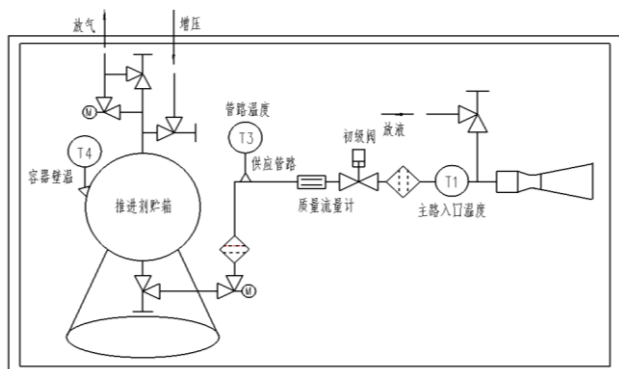 放气
增压
M
管路温度
T3
初级阀
放液
T4
供应管路
容器壁温
T1
推进剂贮箱
质量流量计
主路入口温度
M